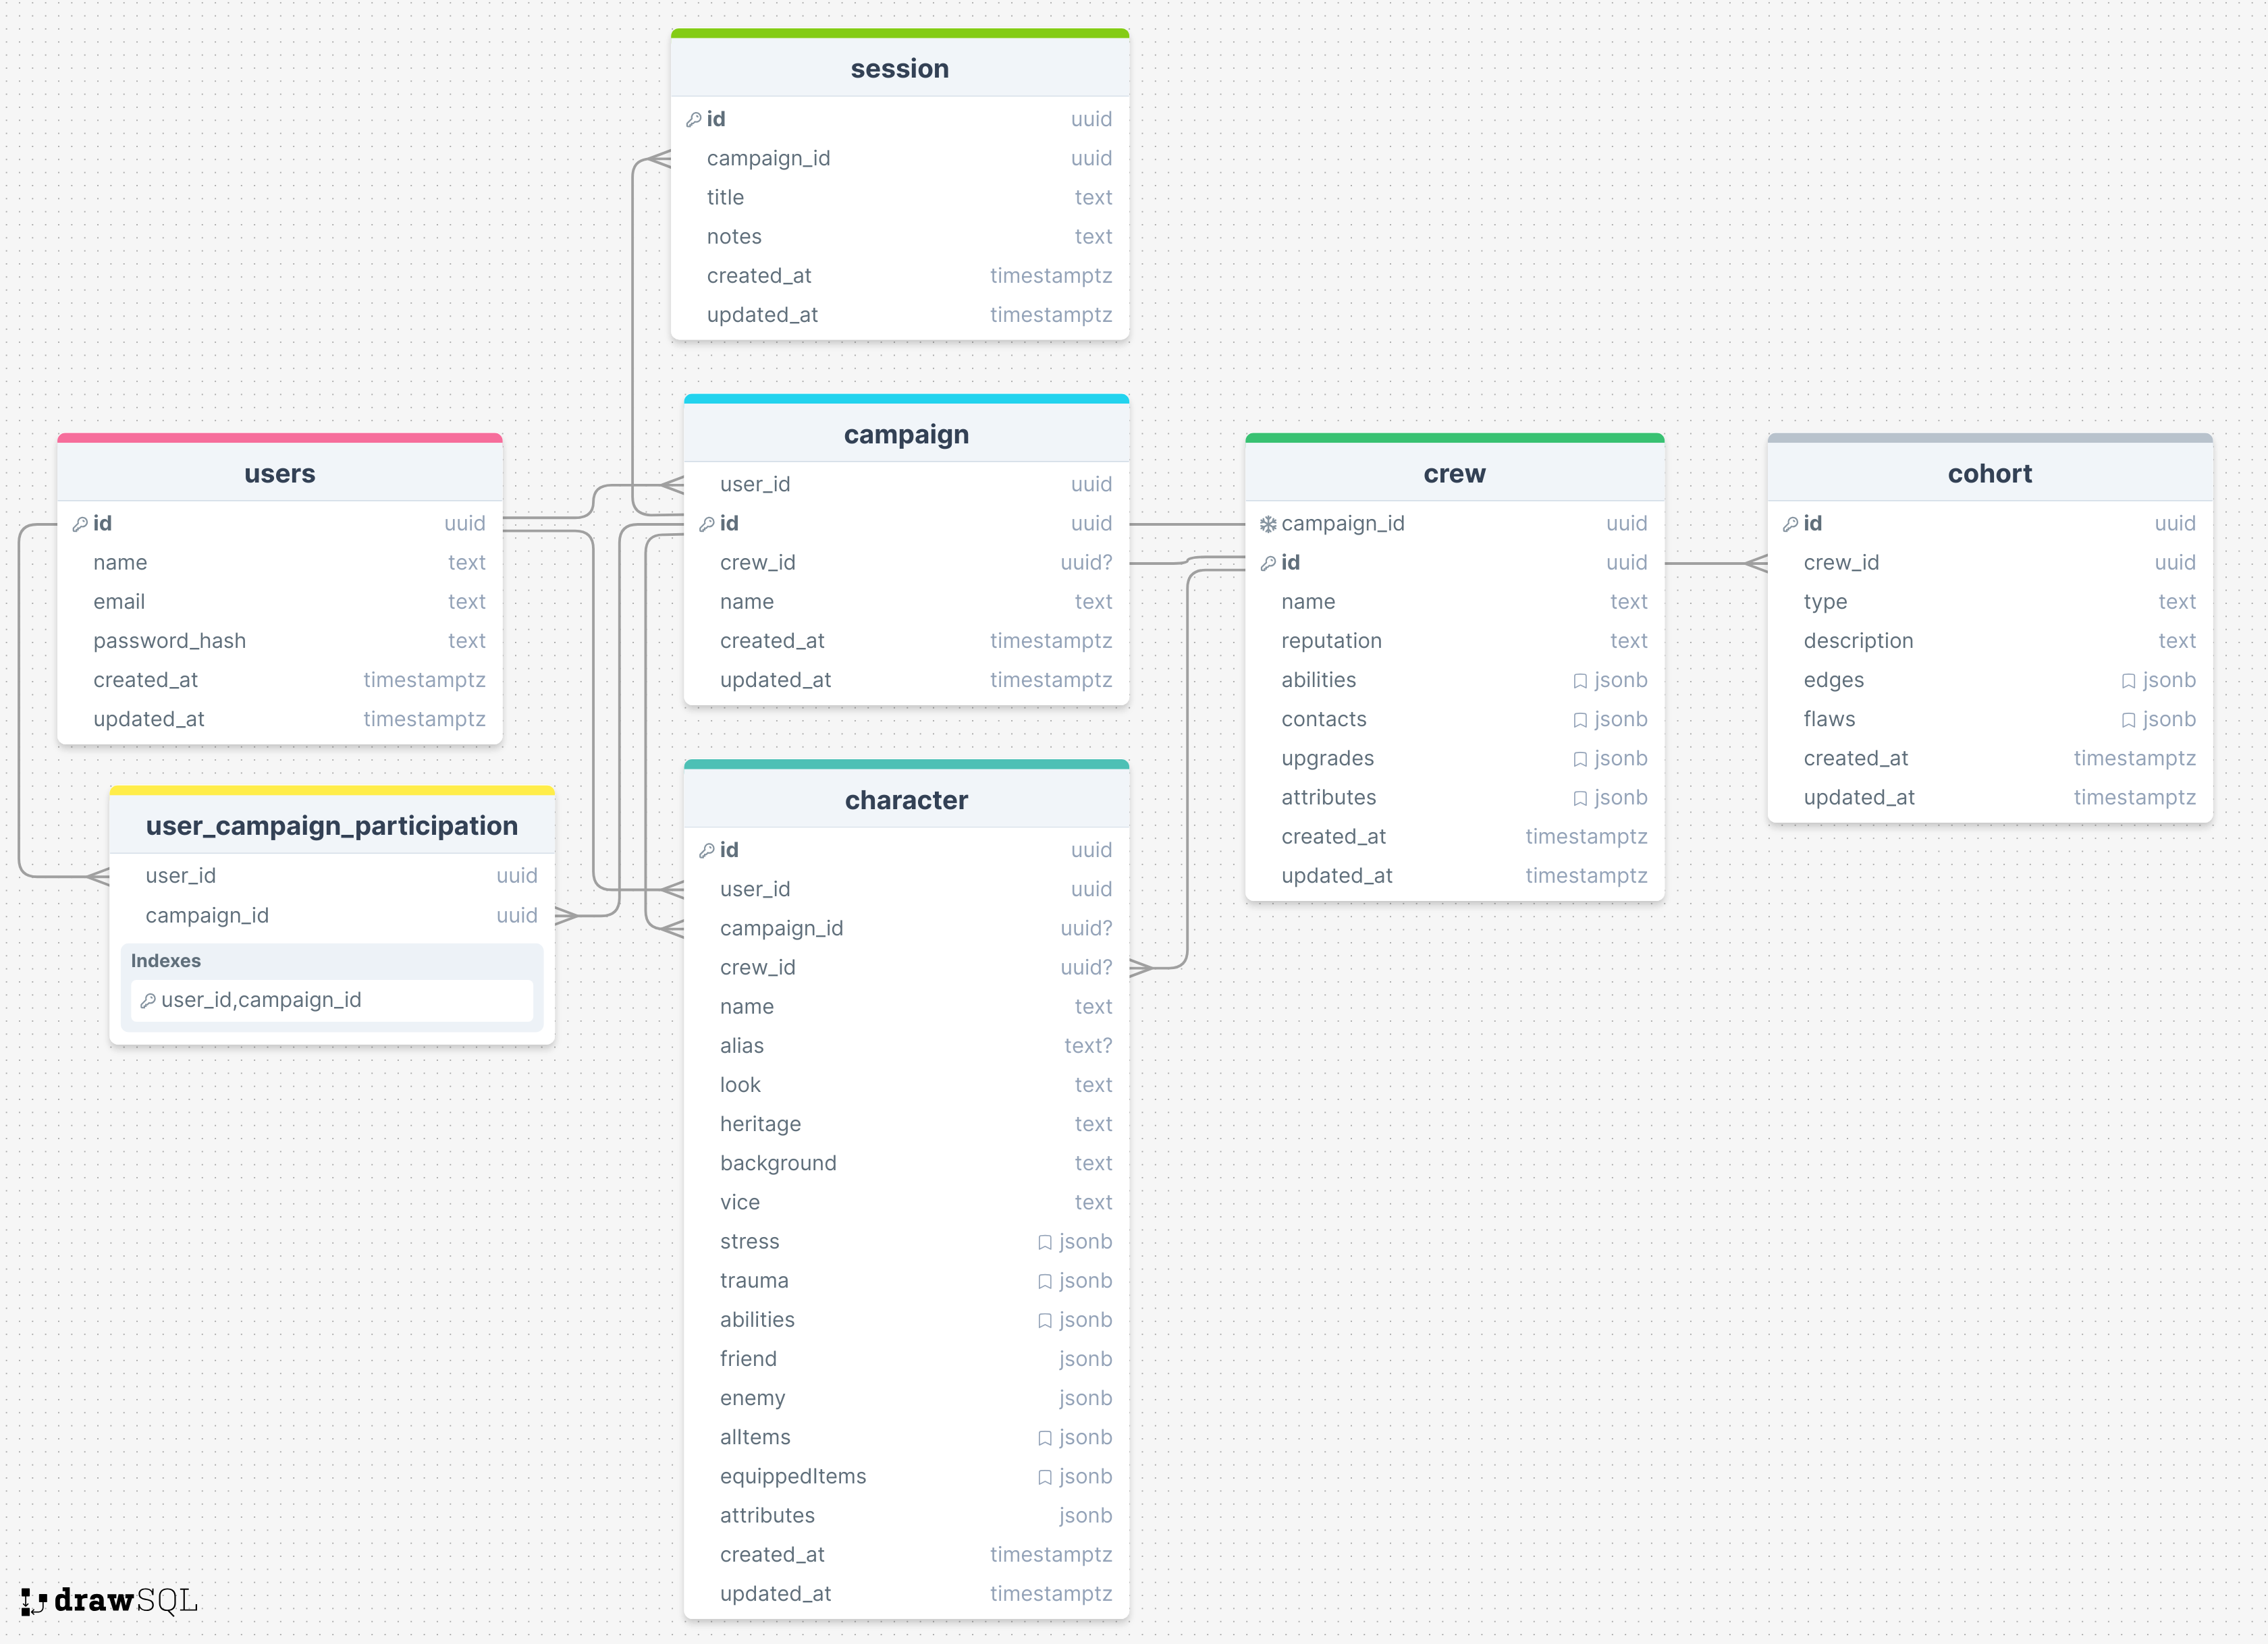 session
id uuid
campaign_id uuid
title text
notes text
created_at timestamptz
updated_at timestamptz
campaign
user_id uuid
id uuid
crew_id uuid?
name text
created_at timestamptz
updated_at timestamptz
users
id uuid
name text
email text
password_hash text
created_at timestamptz
updated_at timestamptz
crew
campaign_id uuid
id uuid
name text
reputation text
abilities jsonb
contacts jsonb
upgrades jsonb
attributes jsonb
created_at timestamptz
updated_at timestamptz
cohort
id uuid
crew_id uuid
type text
description text
edges jsonb
flaws jsonb
created_at timestamptz
updated_at timestamptz
user_campaign_participation
user_id uuid
campaign_id uuid
Indexes
user_id,campaign_id
character
id uuid
user_id uuid
campaign_id uuid?
crew_id uuid?
name text
alias text?
look text
heritage text
background text
vice text
stress jsonb
trauma jsonb
abilities jsonb
friend jsonb
enemy jsonb
allItems jsonb
equippedItems jsonb
attributes jsonb
created_at timestamptz
updated_at timestamptz
drawSQL